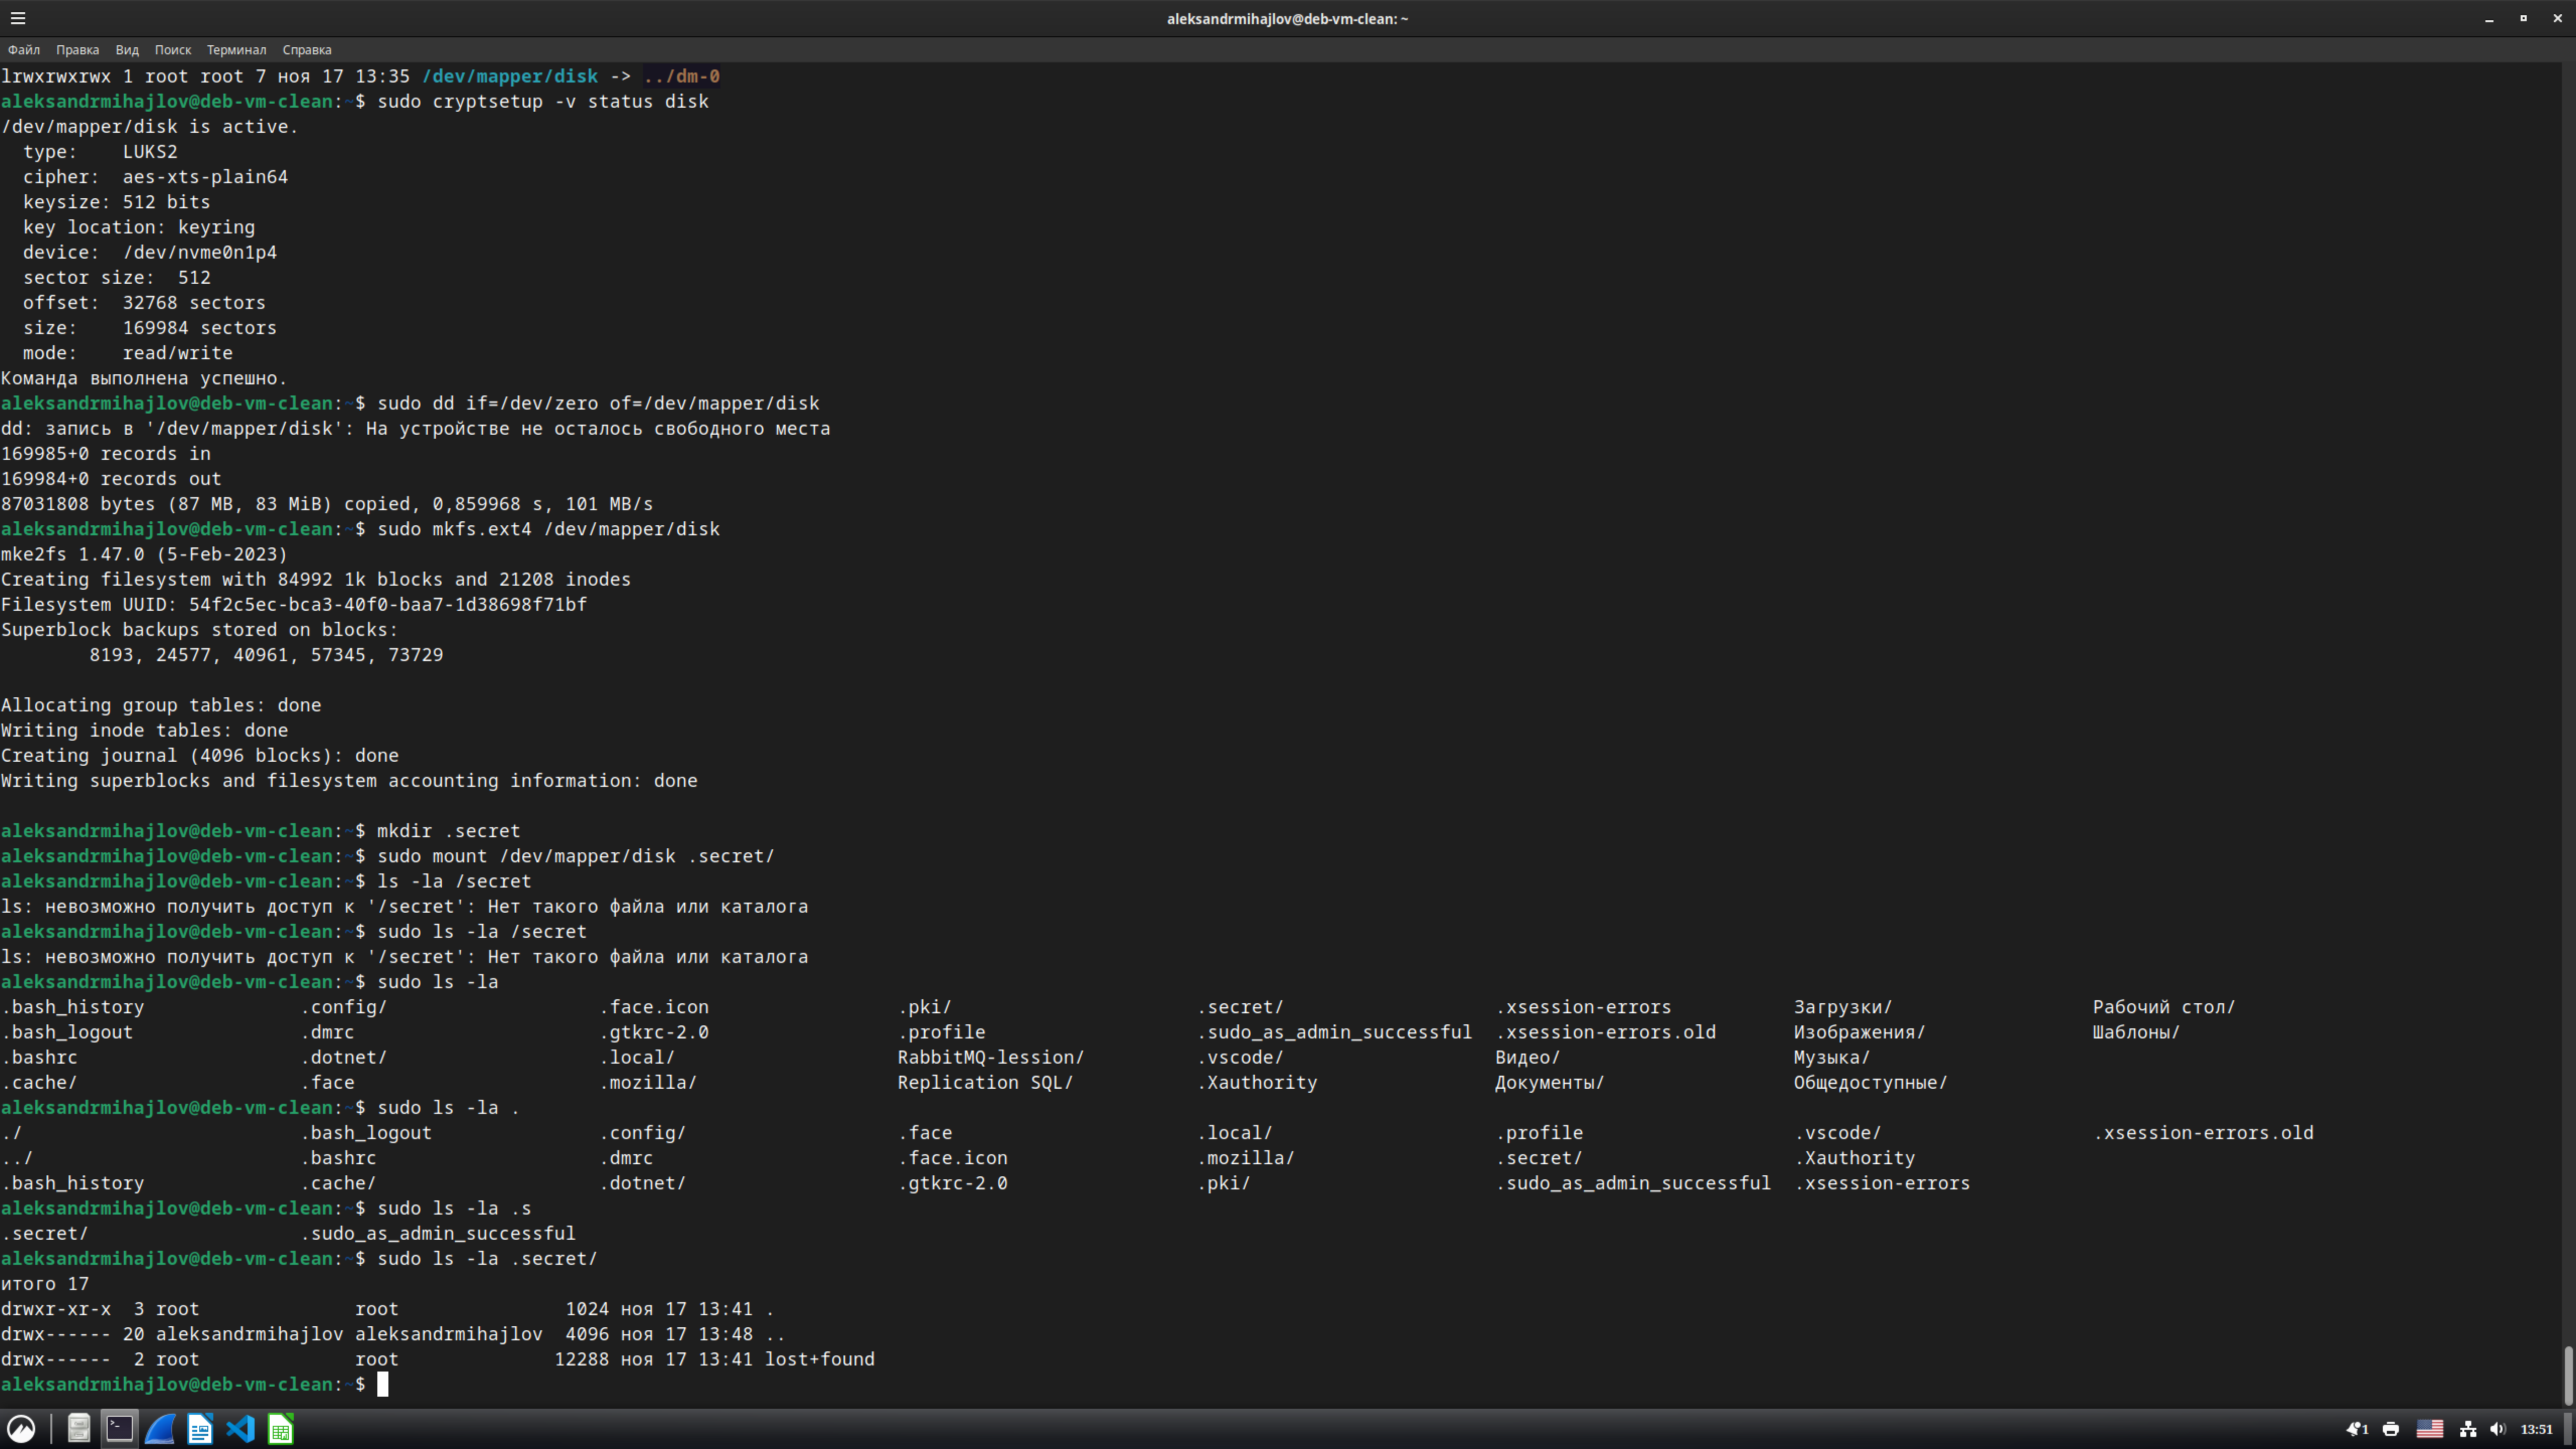 aleksandrmihajlov@deb-vm-clean: ~
Файл Правка Вид Поиск Терминал Справка
lrwxrwxrwx 1 root root 7 ноя 17 13:35 /dev/mapper/disk -> ../dm-0
aleksandrmihajlov@deb-vm-clean:~$ sudo cryptsetup -v status disk
/dev/mapper/disk is active.
  type:    LUKS2
  cipher:  aes-xts-plain64
  keysize: 512 bits
  key location: keyring
  device:  /dev/nvme0n1p4
  sector size:  512
  offset:  32768 sectors
  size:    169984 sectors
  mode:    read/write
Команда выполнена успешно.
aleksandrmihajlov@deb-vm-clean:~$ sudo dd if=/dev/zero of=/dev/mapper/disk
dd: запись в '/dev/mapper/disk': На устройстве не осталось свободного места
169985+0 records in
169984+0 records out
87031808 bytes (87 MB, 83 MiB) copied, 0,859968 s, 101 MB/s
aleksandrmihajlov@deb-vm-clean:~$ sudo mkfs.ext4 /dev/mapper/disk
mke2fs 1.47.0 (5-Feb-2023)
Creating filesystem with 84992 1k blocks and 21208 inodes
Filesystem UUID: 54f2c5ec-bca3-40f0-baa7-1d38698f71bf
Superblock backups stored on blocks:
        8193, 24577, 40961, 57345, 73729
Allocating group tables: done
Writing inode tables: done
Creating journal (4096 blocks): done
Writing superblocks and filesystem accounting information: done
aleksandrmihajlov@deb-vm-clean:~$ mkdir .secret
aleksandrmihajlov@deb-vm-clean:~$ sudo mount /dev/mapper/disk .secret/
aleksandrmihajlov@deb-vm-clean:~$ ls -la /secret
ls: невозможно получить доступ к '/secret': Нет такого файла или каталога
aleksandrmihajlov@deb-vm-clean:~$ sudo ls -la /secret
ls: невозможно получить доступ к '/secret': Нет такого файла или каталога
aleksandrmihajlov@deb-vm-clean:~$ sudo ls -la
.bash_history .config/ .face.icon .pki/ .secret/ .xsession-errors Загрузки/ Рабочий стол/
.bash_logout .dmrc .gtkrc-2.0 .profile .sudo_as_admin_successful .xsession-errors.old Изображения/ Шаблоны/
.bashrc .dotnet/ .local/ RabbitMQ-lession/ .vscode/ Видео/ Музыка/
.cache/ .face .mozilla/ Replication SQL/ .Xauthority Документы/ Общедоступные/
aleksandrmihajlov@deb-vm-clean:~$ sudo ls -la .
./ .bash_logout .config/ .face .local/ .profile .vscode/ .xsession-errors.old
../ .bashrc .dmrc .face.icon .mozilla/ .secret/ .Xauthority
.bash_history .cache/ .dotnet/ .gtkrc-2.0 .pki/ .sudo_as_admin_successful .xsession-errors
aleksandrmihajlov@deb-vm-clean:~$ sudo ls -la .s
.secret/ .sudo_as_admin_successful
aleksandrmihajlov@deb-vm-clean:~$ sudo ls -la .secret/
итого 17
drwxr-xr-x  3 root              root               1024 ноя 17 13:41 .
drwx------ 20 aleksandrmihajlov aleksandrmihajlov  4096 ноя 17 13:48 ..
drwx------  2 root              root              12288 ноя 17 13:41 lost+found
aleksandrmihajlov@deb-vm-clean:~$
1 13:51